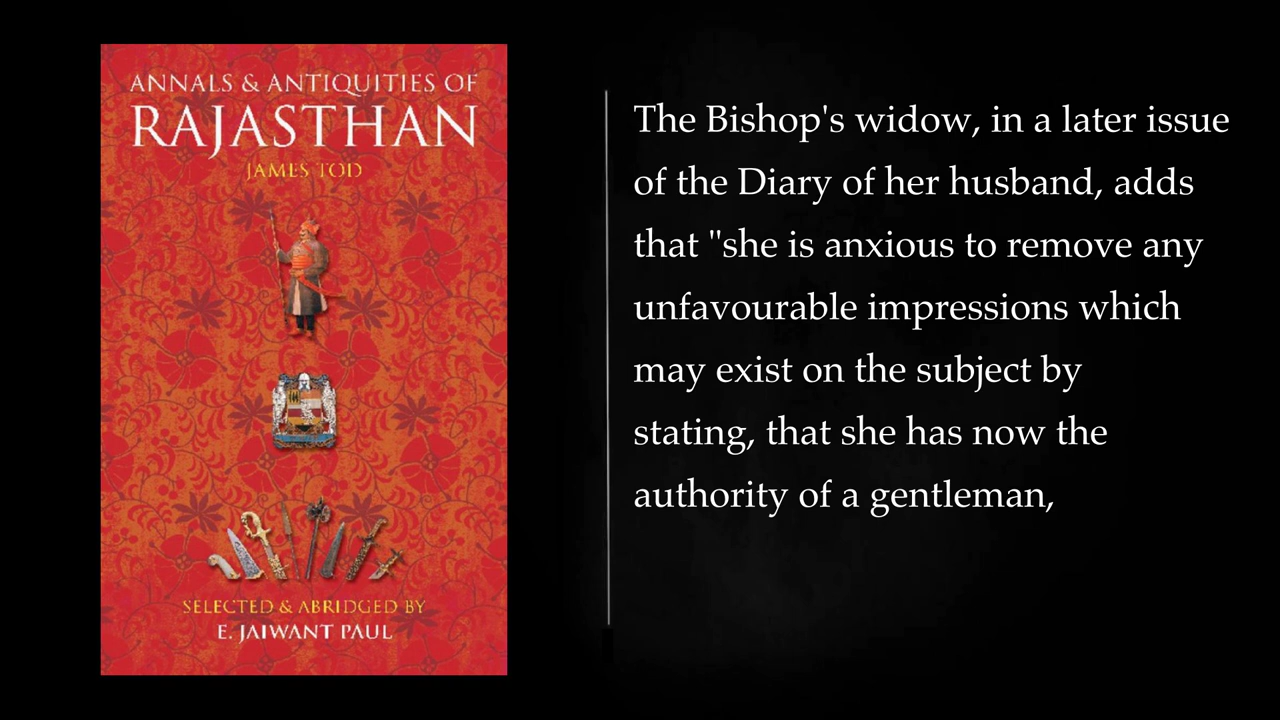 ANNALS & ANTIQUITIES OF
RAJASTHAN
JAMES TOD
SELECTED & ABRIDGED BY
E. JAIWANT PAUL
The Bishop's widow, in a later issue
of the Diary of her husband, adds
that "she is anxious to remove any
unfavourable impressions which
may exist on the subject by
stating, that she has now the
authority of a gentleman,